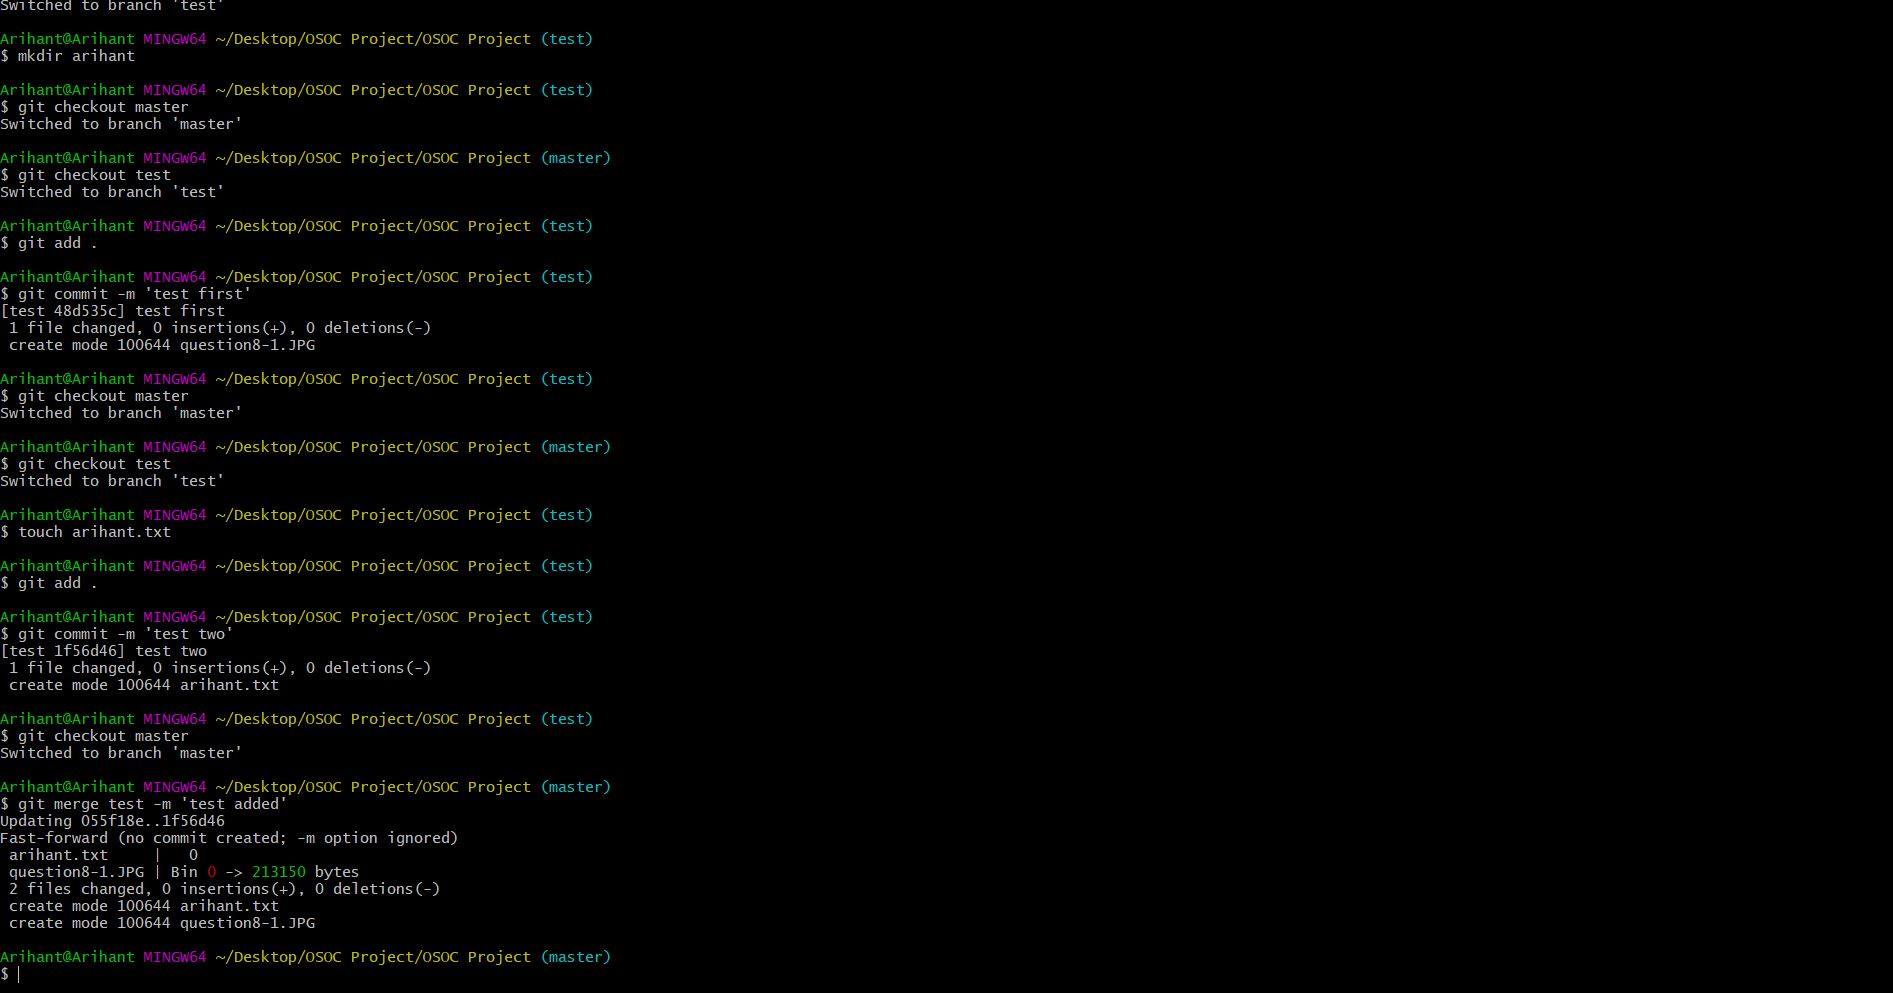 Switched to branch 'test'
Arihant@Arihant MINGW64 ~/Desktop/OSOC Project/OSOC Project (test)
$ mkdir arihant
Arihant@Arihant MINGW64 ~/Desktop/OSOC Project/OSOC Project (test)
$ git checkout master
Switched to branch 'master'
Arihant@Arihant MINGW64 ~/Desktop/OSOC Project/OSOC Project (master)
$ git checkout test
Switched to branch 'test'
Arihant@Arihant MINGW64 ~/Desktop/OSOC Project/OSOC Project (test)
$ git add .
Arihant@Arihant MINGW64 ~/Desktop/OSOC Project/OSOC Project (test)
$ git commit -m 'test first'
[test 48d535c] test first
 1 file changed, 0 insertions(+), 0 deletions(-)
 create mode 100644 question8-1.JPG
Arihant@Arihant MINGW64 ~/Desktop/OSOC Project/OSOC Project (test)
$ git checkout master
Switched to branch 'master'
Arihant@Arihant MINGW64 ~/Desktop/OSOC Project/OSOC Project (master)
$ git checkout test
Switched to branch 'test'
Arihant@Arihant MINGW64 ~/Desktop/OSOC Project/OSOC Project (test)
$ touch arihant.txt
Arihant@Arihant MINGW64 ~/Desktop/OSOC Project/OSOC Project (test)
$ git add .
Arihant@Arihant MINGW64 ~/Desktop/OSOC Project/OSOC Project (test)
$ git commit -m 'test two'
[test 1f56d46] test two
 1 file changed, 0 insertions(+), 0 deletions(-)
 create mode 100644 arihant.txt
Arihant@Arihant MINGW64 ~/Desktop/OSOC Project/OSOC Project (test)
$ git checkout master
Switched to branch 'master'
Arihant@Arihant MINGW64 ~/Desktop/OSOC Project/OSOC Project (master)
$ git merge test -m 'test added'
Updating 055f18e..1f56d46
Fast-forward (no commit created; -m option ignored)
 arihant.txt     |   0
 question8-1.JPG | Bin 0 -> 213150 bytes
 2 files changed, 0 insertions(+), 0 deletions(-)
 create mode 100644 arihant.txt
 create mode 100644 question8-1.JPG
Arihant@Arihant MINGW64 ~/Desktop/OSOC Project/OSOC Project (master)
$